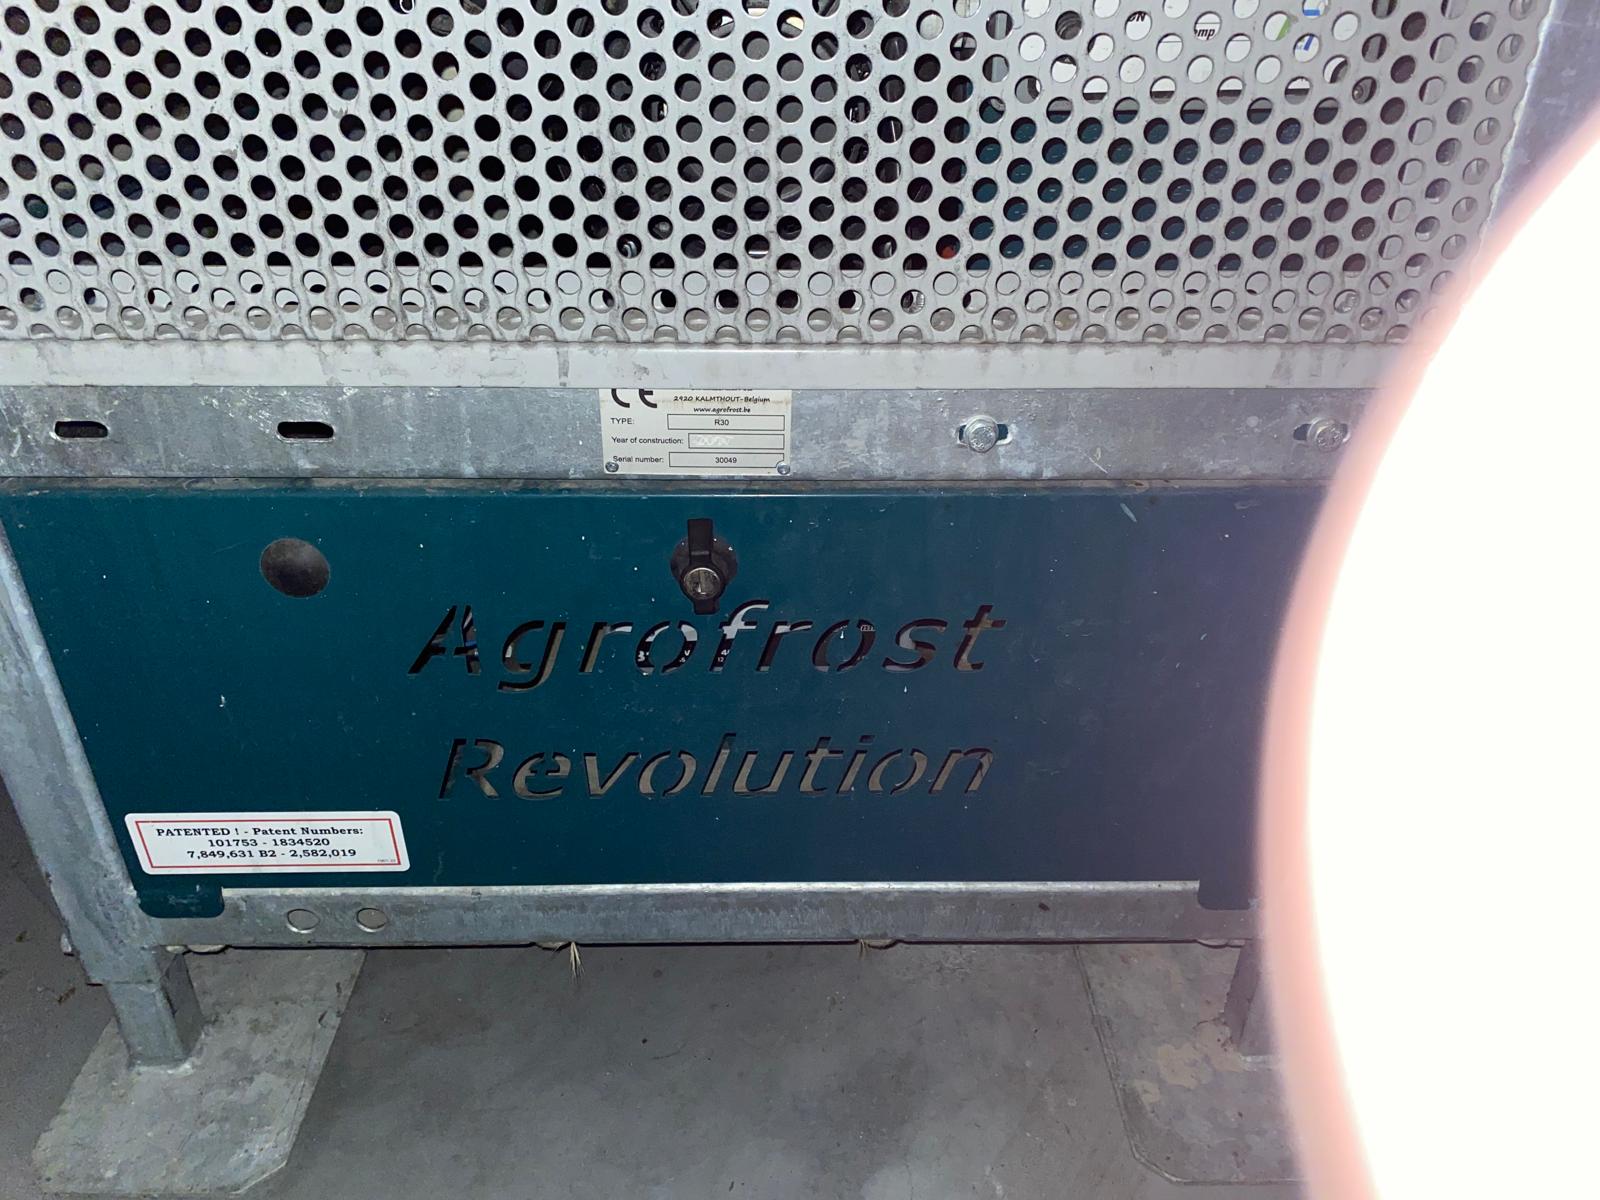 CE
2920 KALMTHOUT-Belgium
www.agrofrost.be
TYPE: R30
Year of construction:
Serial number: 30049
Agrofrost
Revolution
PATENTED ! - Patent Numbers:
101753 - 1834520
7,849,631 B2 - 2,582,019